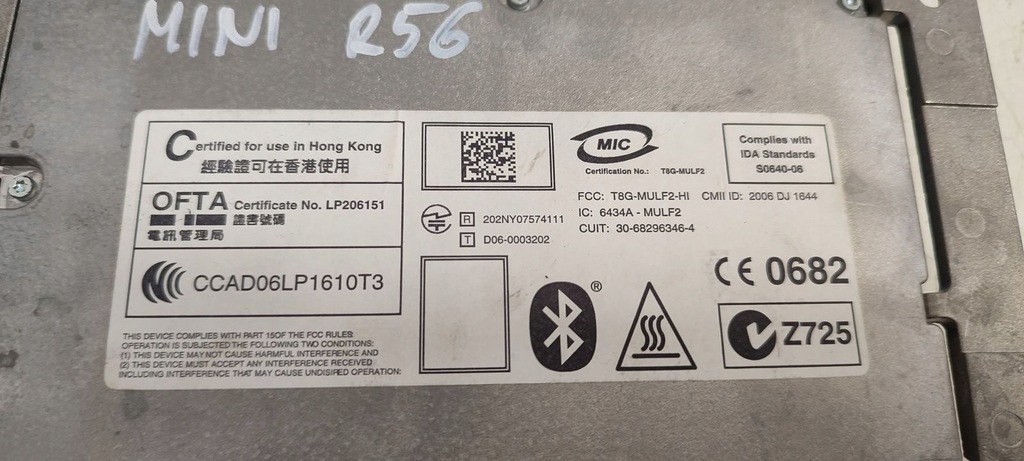 MINI R56
Certified for use in Hong Kong
經驗證可在香港使用
OFTA Certificate No. LP206151
證書號碼
電訊管理局
CCAD06LP1610T3
THIS DEVICE COMPLIES WITH PART 15OF THE FCC RULES:
OPERATION IS SUBJECTED THE FOLLOWING TWO CONDITIONS:
(1) THIS DEVICE MAY NOT CAUSE HARMFUL INTERFERENCE AND
(2) THIS DEVICE MUST ACCEPT ANY INTERFERENCE RECEIVED
INCLUDING INTERFERENCE THAT MAY CAUSE UNDISIRED OPERATION:
R 202NY07574111
T D06-0003202
MIC
Certification No.: T8G-MULF2
Complies with
IDA Standards
S0640-06
FCC: T8G-MULF2-HI CMII ID: 2006 DJ 1644
IC: 6434A - MULF2
CUIT: 30-68296346-4
CE 0682
®
Z725